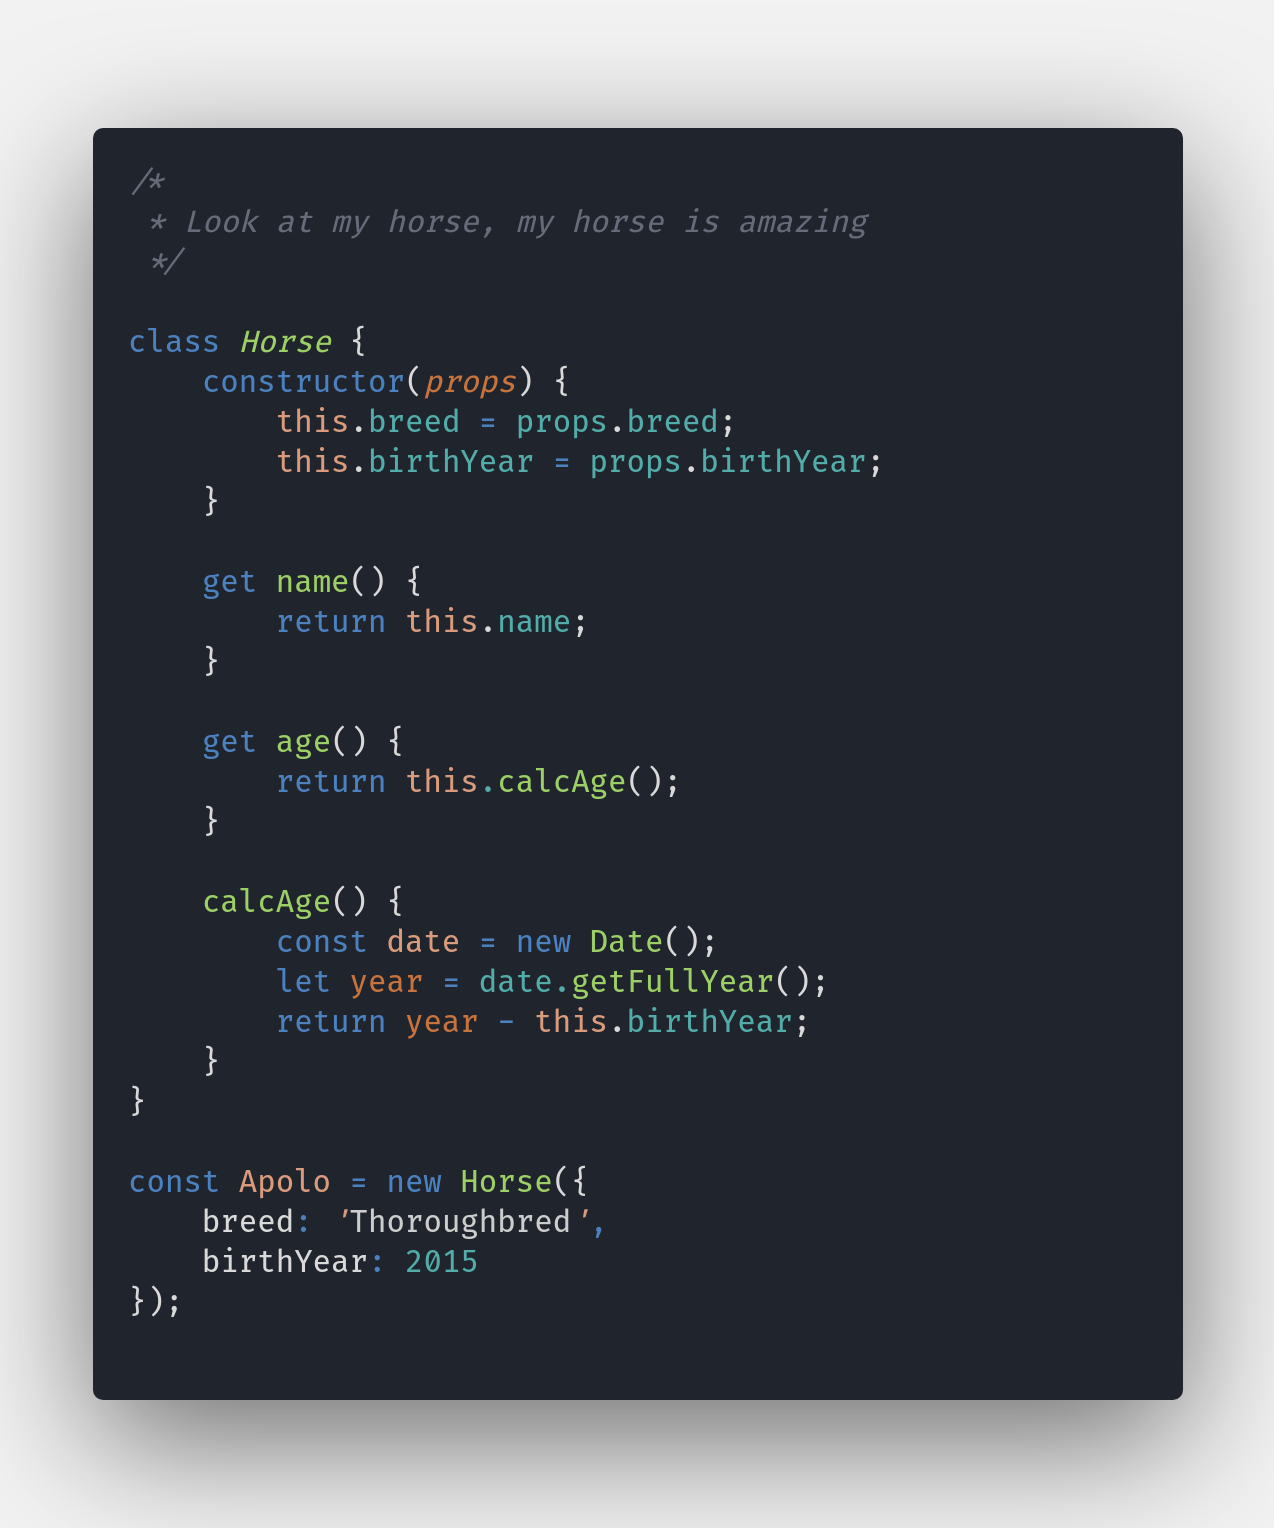 /*
 * Look at my horse, my horse is amazing
 */

class Horse {
    constructor(props) {
        this.breed = props.breed;
        this.birthYear = props.birthYear;
    }

    get name() {
        return this.name;
    }

    get age() {
        return this.calcAge();
    }

    calcAge() {
        const date = new Date();
        let year = date.getFullYear();
        return year - this.birthYear;
    }
}

const Apolo = new Horse({
    breed: 'Thoroughbred',
    birthYear: 2015
});